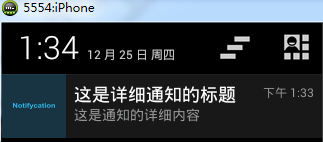 5554:iPhone
1:34 12 月 25 日 周四
Notifycation
这是详细通知的标题 下午 1:33
这是通知的详细内容